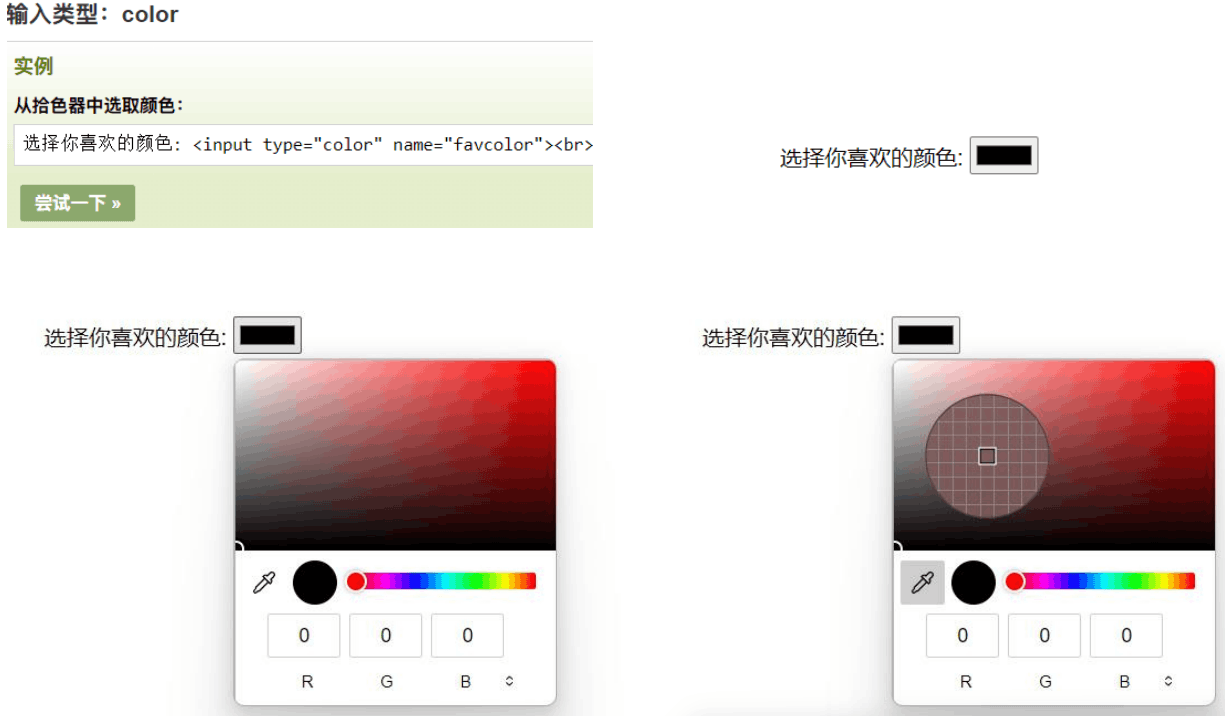 输入类型：color
实例
从拾色器中选取颜色：
选择你喜欢的颜色: <input type="color" name="favcolor"><br>
尝试一下 »
选择你喜欢的颜色:
选择你喜欢的颜色:
0 0 0
R G B
选择你喜欢的颜色:
0 0 0
R G B